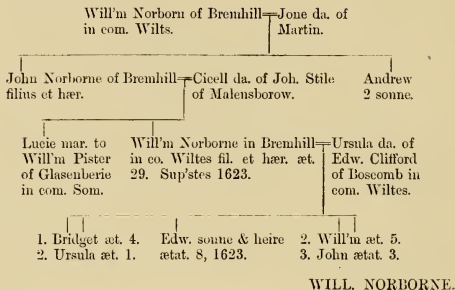 Will'm Norborn of Bremhill=Jone da. of
in com. Wilts. Martin.
John Norborne of Bremhill=Cicell da. of Joh. Stile Andrew
filius et hær. of Malensborow. 2 sonne.
Lucie mar. to Will'm Norborne in Bremhill=Ursula da. of
Will'm Pister in co. Wiltes fil. et hær. æt. Edw. Clifford
of Glasenberie 29. Sup'stes 1623. of Boscomb in
in com. Som. com. Wiltes.
1. Bridget æt. 4. Edw. sonne & heire 2. Will'm æt. 5.
2. Ursula æt. 1. ætat. 8, 1623. 3. John ætat. 3.
WILL. NORBORNE.